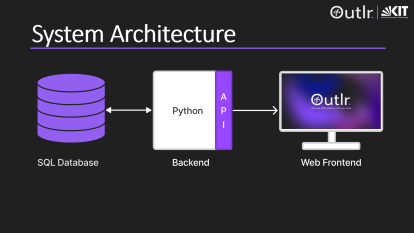 Outlr.
KIT
System Architecture
Python
A
P
I
Outlr.
SQL Database
Backend
Web Frontend